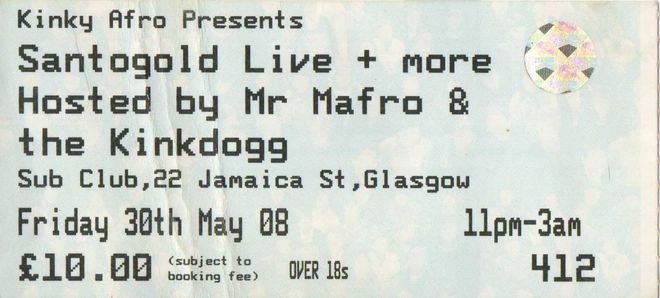 Kinky Afro Presents
Santogold Live + more
Hosted by Mr Mafro &
the Kinkdogg
Sub Club,22 Jamaica St,Glasgow
Friday 30th May 08 11pm-3am
£10.00 (subject to booking fee) OVER 18s 412